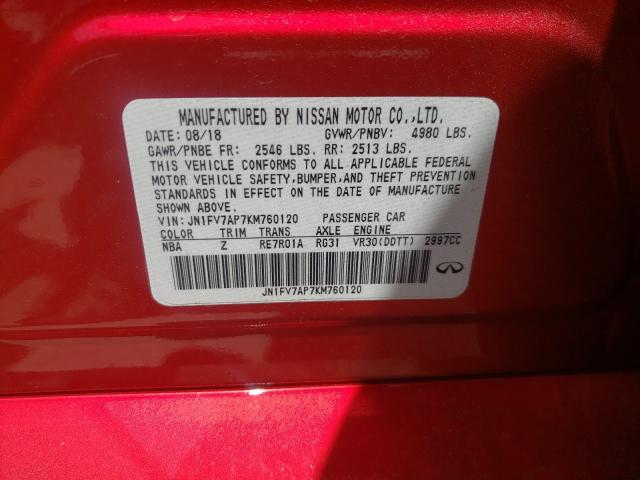 MANUFACTURED BY NISSAN MOTOR CO.,LTD.
DATE: 08/18 GVWR/PNBV: 4980 LBS.
GAWR/PNBE FR: 2546 LBS. RR: 2513 LBS.
THIS VEHICLE CONFORMS TO ALL APPLICABLE FEDERAL
MOTOR VEHICLE SAFETY,BUMPER,AND THEFT PREVENTION
STANDARDS IN EFFECT ON THE DATE OF MANUFACTURE
SHOWN ABOVE.
VIN: JN1FV7AP7KM760120 PASSENGER CAR
COLOR TRIM TRANS AXLE ENGINE
NBA Z RE7R01A RG31 VR30(DDTT) 2997CC
JN1FV7AP7KM760120